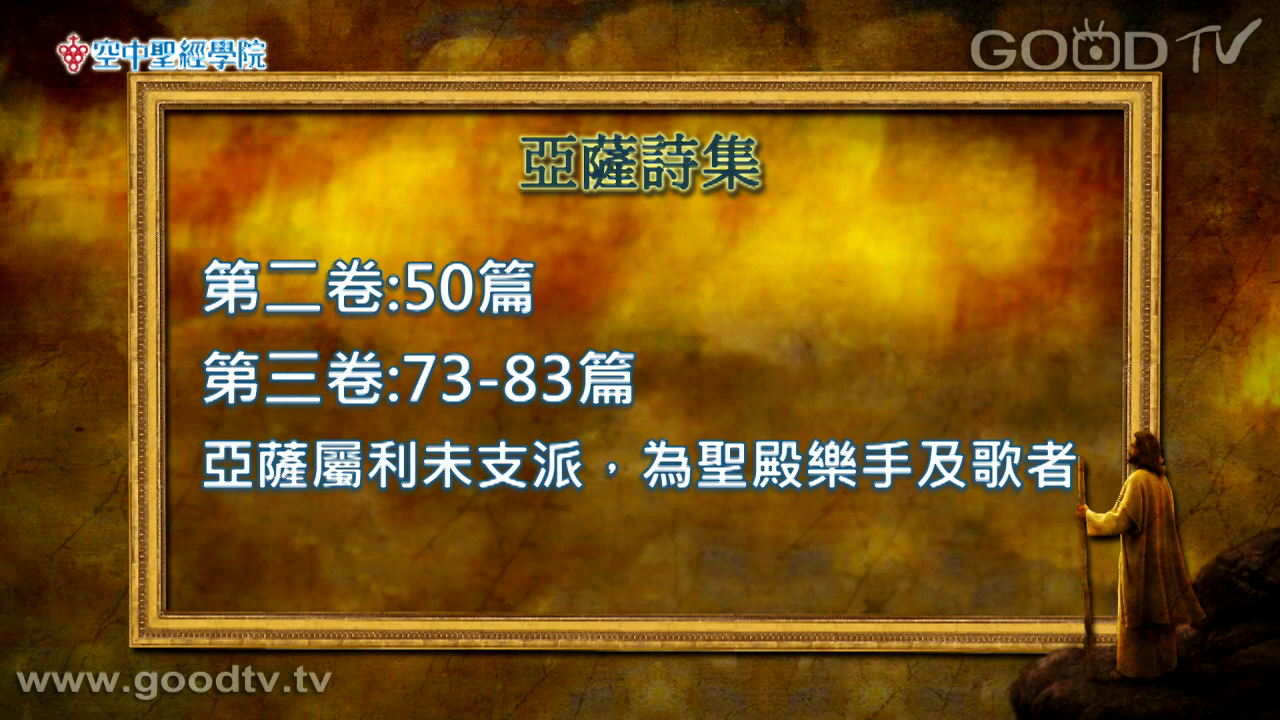 空中聖經學院
GOOD TV
亞薩詩集
第二卷:50篇
第三卷:73-83篇
亞薩屬利未支派，為聖殿樂手及歌者
www.goodtv.tv